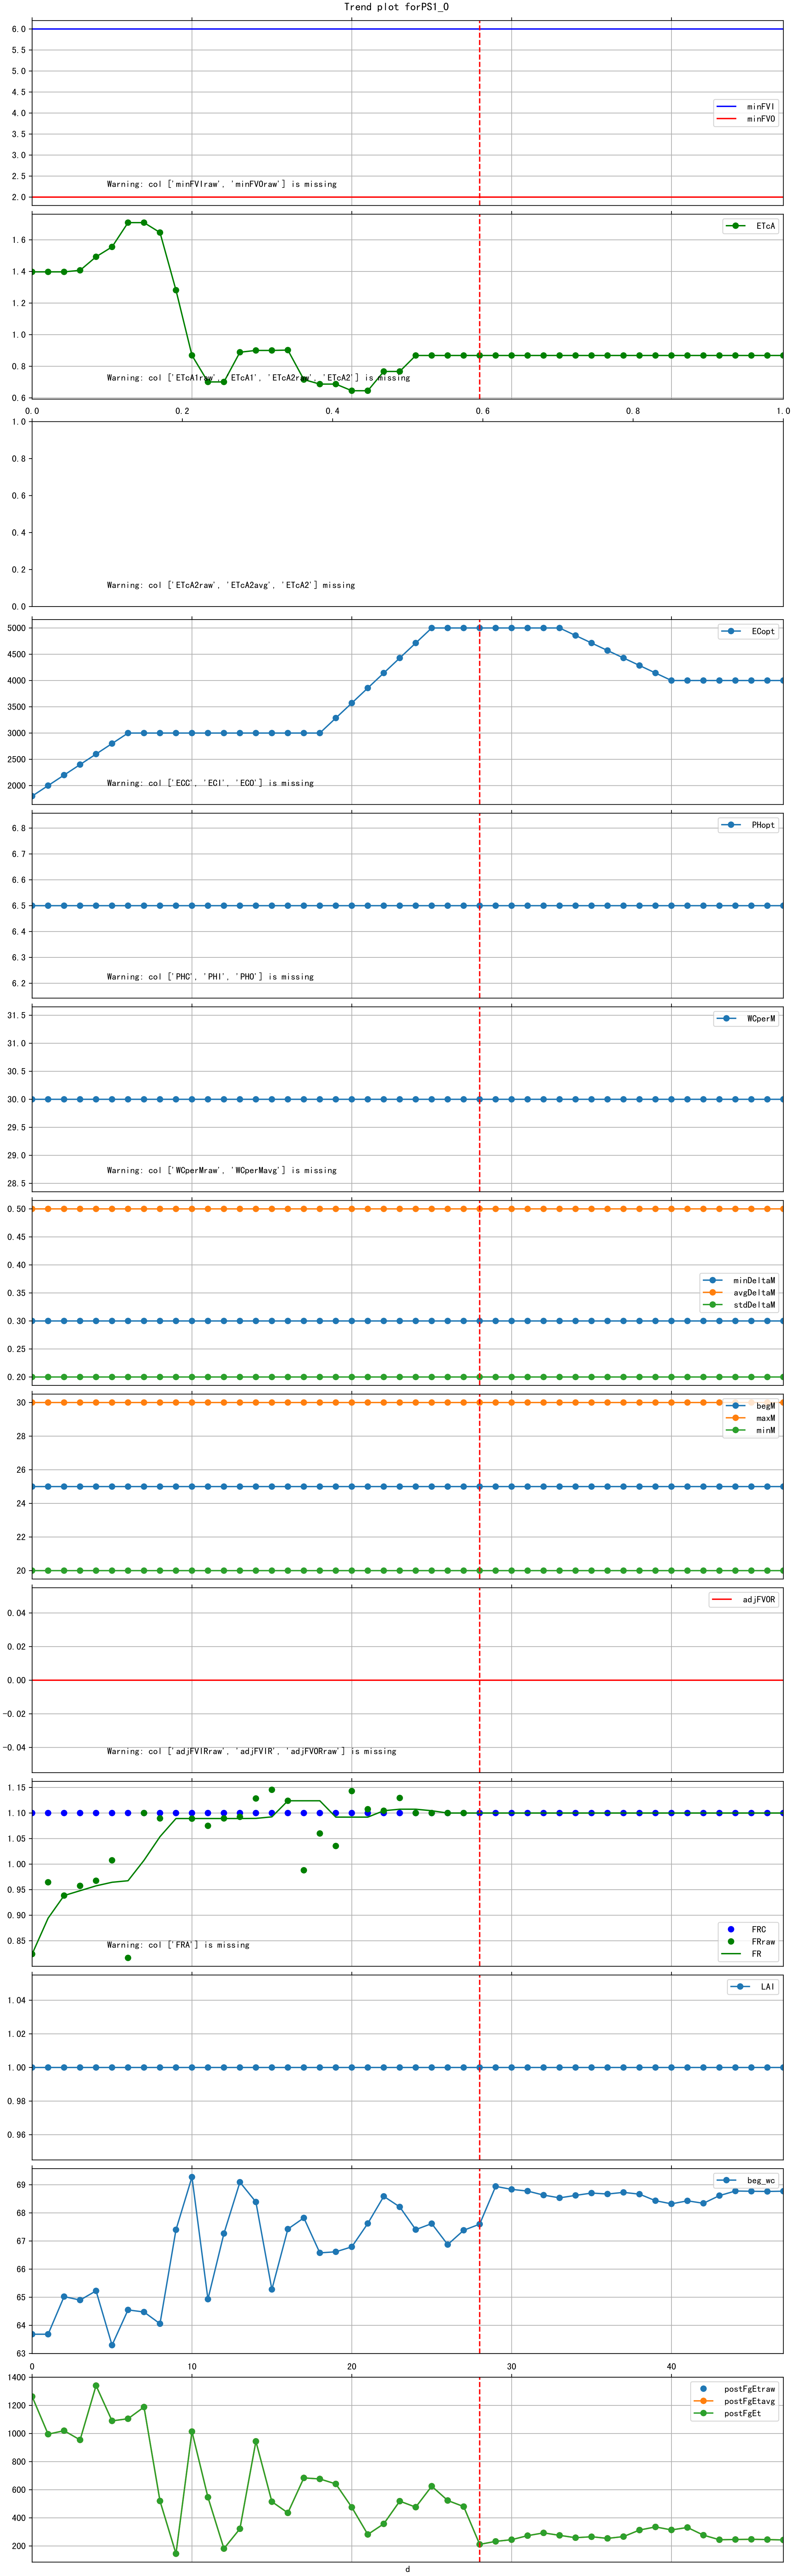 Trend plot forPS1_0
6.0
5.5
5.0
4.5
4.0
3.5
3.0
2.5
2.0
minFVI
minFVO
Warning: col ['minFVIraw', 'minFVOraw'] is missing
1.6
1.4
1.2
1.0
0.8
0.6
ETcA
Warning: col ['ETcA1raw', 'ETcA1', 'ETcA2raw', 'ETcA2'] is missing
0.0 0.2 0.4 0.6 0.8 1.0
1.0
0.8
0.6
0.4
0.2
0.0
Warning: col ['ETcA2raw', 'ETcA2avg', 'ETcA2'] missing
5000
4500
4000
3500
3000
2500
2000
ECopt
Warning: col ['ECC', 'ECI', 'ECO'] is missing
6.8
6.7
6.6
6.5
6.4
6.3
6.2
PHopt
Warning: col ['PHC', 'PHI', 'PHO'] is missing
31.5
31.0
30.5
30.0
29.5
29.0
28.5
WCperM
Warning: col ['WCperMraw', 'WCperMavg'] is missing
0.50
0.45
0.40
0.35
0.30
0.25
0.20
minDeltaM
avgDeltaM
stdDeltaM
30
28
26
24
22
20
begM
maxM
minM
0.04
0.02
0.00
-0.02
-0.04
adjFVOR
Warning: col ['adjFVIRraw', 'adjFVIR', 'adjFVORraw'] is missing
1.15
1.10
1.05
1.00
0.95
0.90
0.85
FRC
FRraw
FR
Warning: col ['FRA'] is missing
1.04
1.02
1.00
0.98
0.96
LAI
69
68
67
66
65
64
63
beg_wc
0 10 20 30 40
1400
1200
1000
800
600
400
200
postFgEtraw
postFgEtavg
postFgEt
d